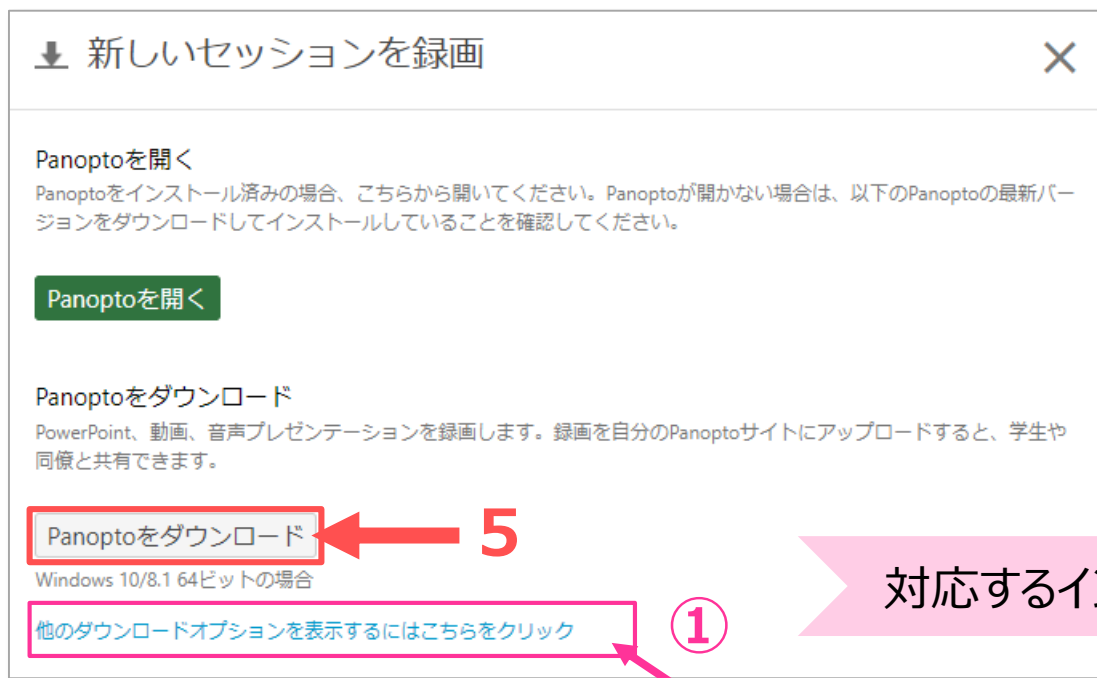 新しいセッションを録画
Panoptoを開く
Panoptoをインストール済みの場合、こちらから開いてください。Panoptoが開かない場合は、以下のPanoptoの最新バー
ジョンをダウンロードしてインストールしていることを確認してください。
Panoptoを開く
Panoptoをダウンロード
PowerPoint、動画、音声プレゼンテーションを録画します。録画を自分のPanoptoサイトにアップロードすると、学生や
同僚と共有できます。
Panoptoをダウンロード
5
Windows 10/8.1 64ビットの場合
対応するイ
他のダウンロードオプションを表示するにはこちらをクリック
①